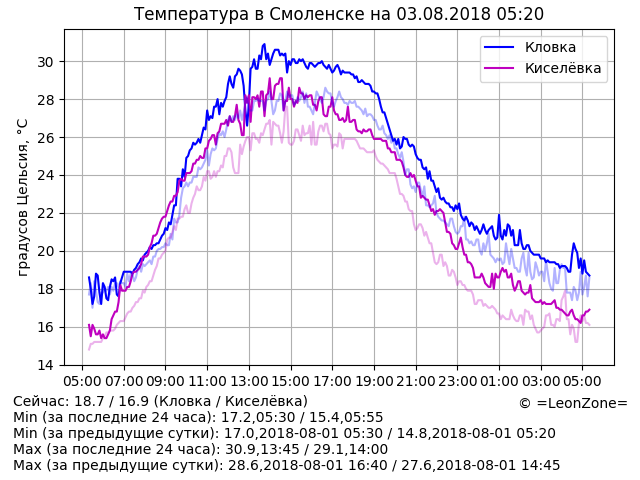 Температура в Смоленске на 03.08.2018 05:20
градусов Цельсия, °C
30
28
26
24
22
20
18
16
14
Кловка
Киселёвка
05:00 07:00 09:00 11:00 13:00 15:00 17:00 19:00 21:00 23:00 01:00 03:00 05:00
Сейчас: 18.7 / 16.9 (Кловка / Киселёвка)
© =LeonZone=
Min (за последние 24 часа): 17.2,05:30 / 15.4,05:55
Min (за предыдущие сутки): 17.0,2018-08-01 05:30 / 14.8,2018-08-01 05:20
Max (за последние 24 часа): 30.9,13:45 / 29.1,14:00
Max (за предыдущие сутки): 28.6,2018-08-01 16:40 / 27.6,2018-08-01 14:45